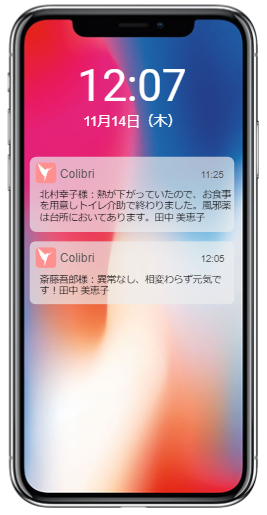 12:07
11月14日（木）
Colibri 11:25
北村幸子様：熱が下がっていたので、お食事
を用意しトイレ介助で終わりました。風邪薬
は台所においてあります。田中 美恵子
Colibri 12:05
斎藤吾郎様：異常なし、相変わらず元気で
す！田中 美恵子